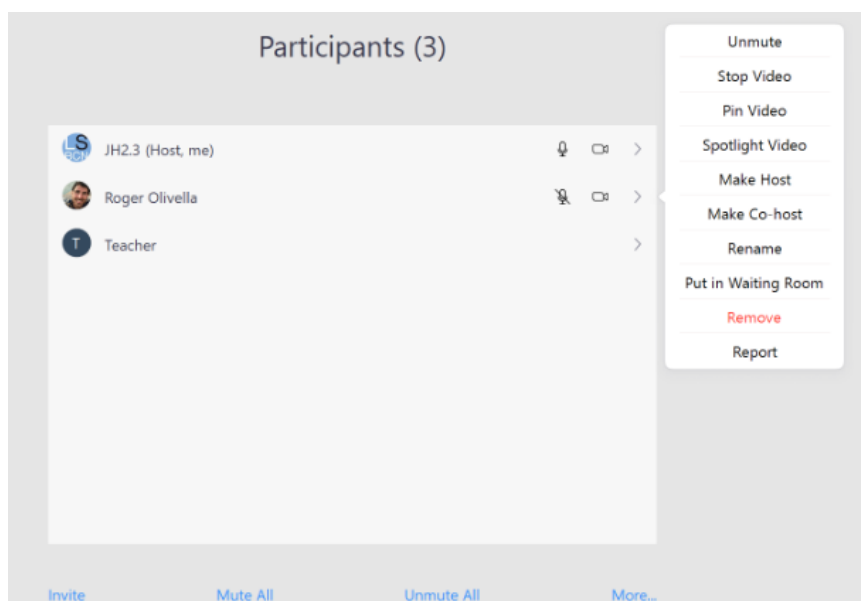 Participants (3)
JH2.3 (Host, me)
Roger Olivella
T
Teacher
Unmute
Stop Video
Pin Video
Spotlight Video
Make Host
Make Co-host
Rename
Put in Waiting Room
Remove
Report
Invite
Mute All
Unmute All
More...